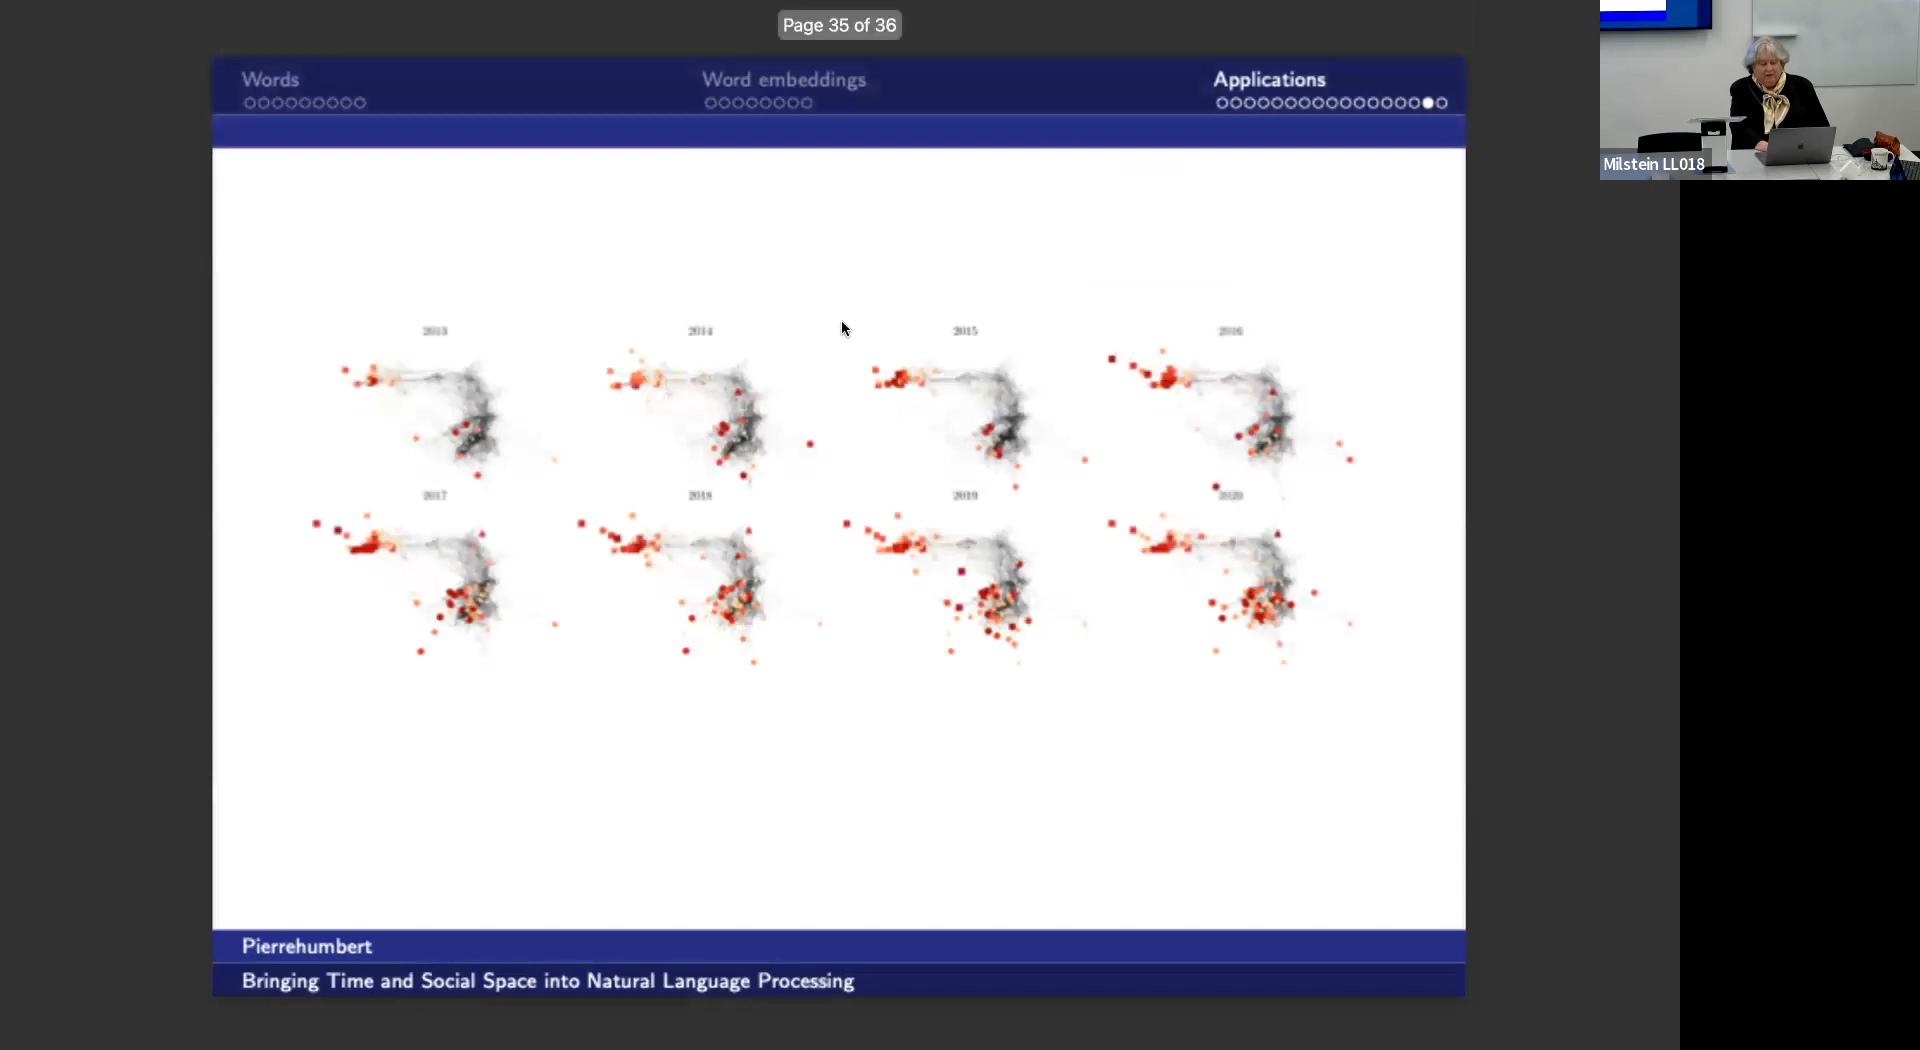 Page 35 of 36
Words
Word embeddings
Applications
2013
2014
2015
2016
2017
2018
2019
2020
Pierrehumbert
Bringing Time and Social Space into Natural Language Processing
Milstein LL018